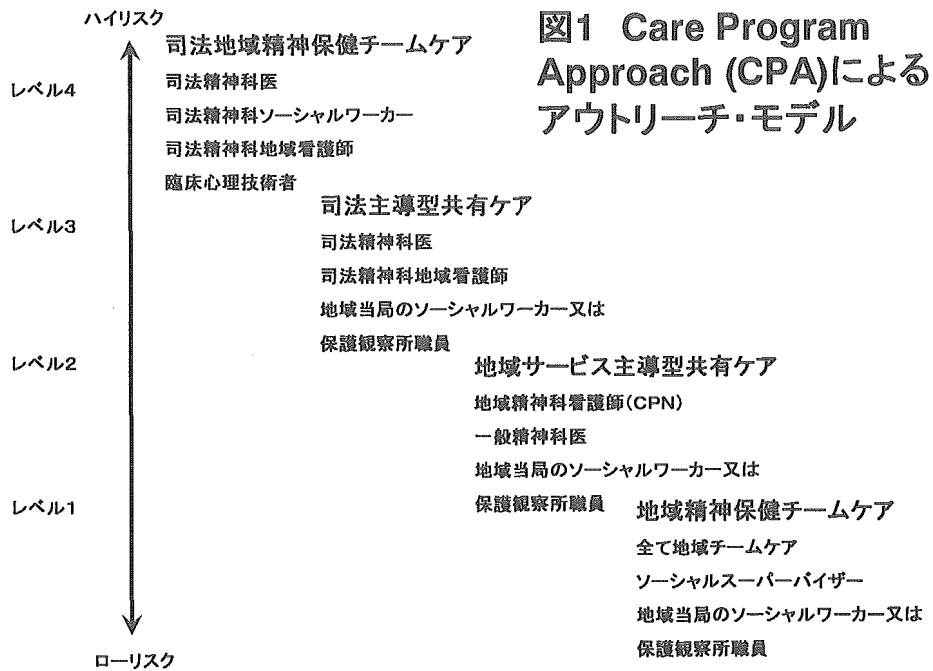 図1 Care Program
Approach (CPA)による
アウトリーチ・モデル
ハイリスク
レベル4
司法地域精神保健チームケア
司法精神科医
司法精神科ソーシャルワーカー
司法精神科地域看護師
臨床心理技術者
レベル3
司法主導型共有ケア
司法精神科医
司法精神科地域看護師
地域当局のソーシャルワーカー又は
保護観察所職員
レベル2
地域サービス主導型共有ケア
地域精神科看護師(CPN)
一般精神科医
地域当局のソーシャルワーカー又は
保護観察所職員
レベル1
地域精神保健チームケア
全て地域チームケア
ソーシャルスーパーバイザー
地域当局のソーシャルワーカー又は
保護観察所職員
ローリスク